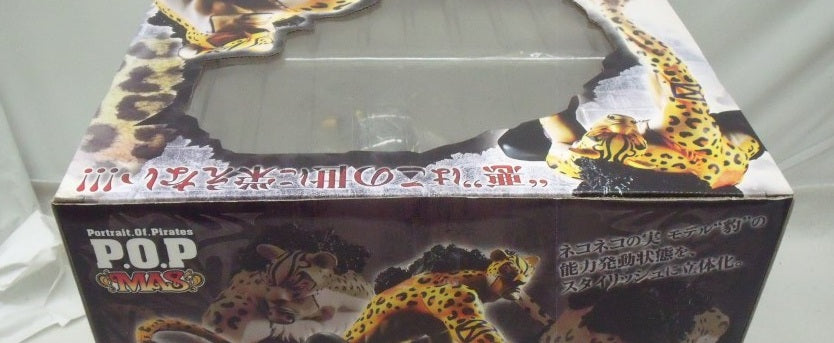 “悪”はこの世に栄えない!!!
Portrait.Of.Pirates
P.O.P
MAS
ネコネコの実 モデル“豹”の
能力発動状態を、
スタイリッシュに立体化。